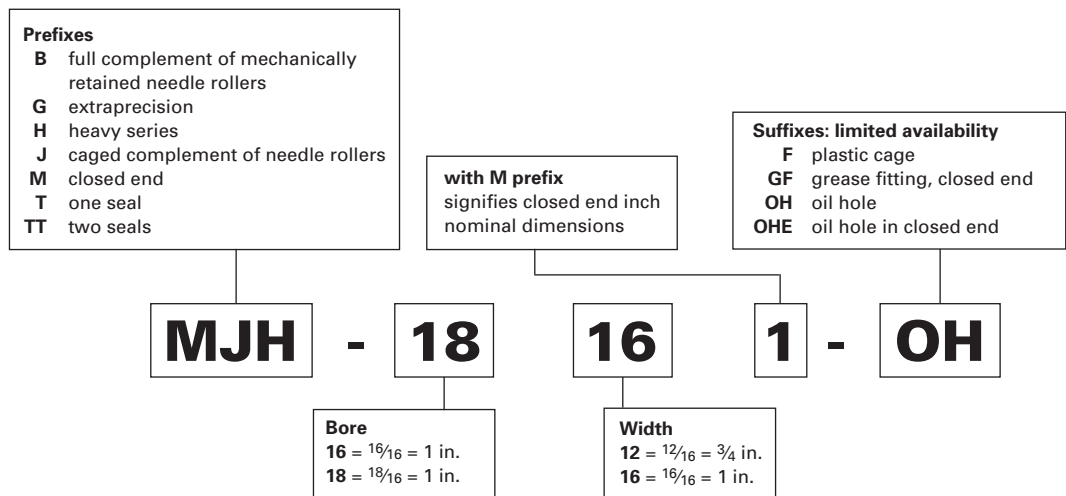 Prefixes
B full complement of mechanically
retained needle rollers
G extraprecision
H heavy series
J caged complement of needle rollers
M closed end
T one seal
TT two seals
with M prefix
signifies closed end inch
nominal dimensions
Suffixes: limited availability
F plastic cage
GF grease fitting, closed end
OH oil hole
OHE oil hole in closed end
MJH - 18 16 1 - OH
Bore
16 = 16/16 = 1 in.
18 = 18/16 = 1 in.
Width
12 = 12/16 = 3/4 in.
16 = 16/16 = 1 in.